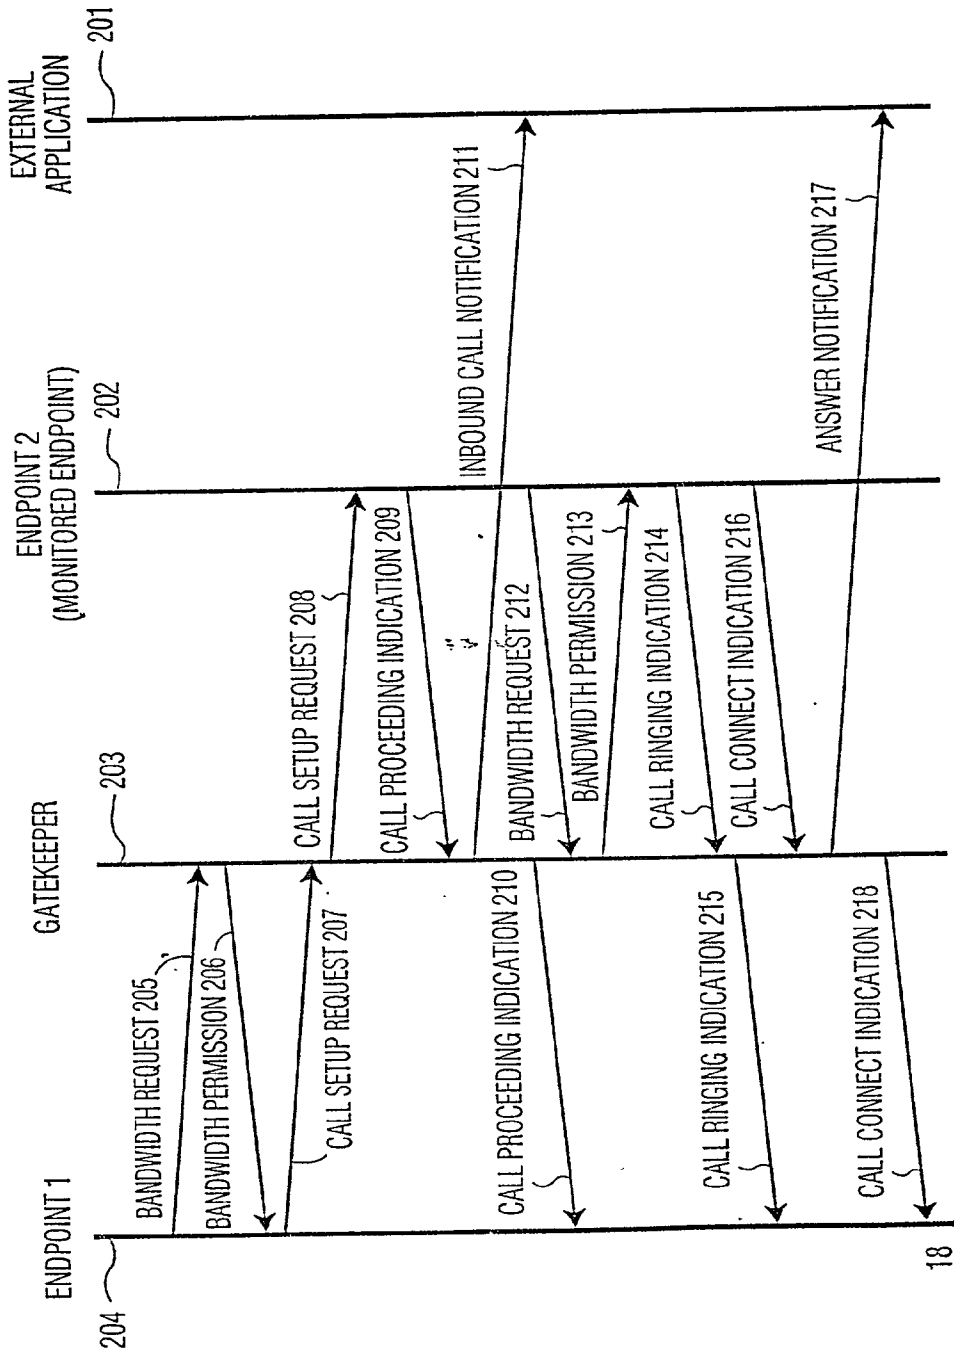 ENDPOINT 1
204
GATEKEEPER
203
ENDPOINT 2
(MONITORED ENDPOINT)
202
EXTERNAL
APPLICATION
201
BANDWIDTH REQUEST 205
BANDWIDTH PERMISSION 206
CALL SETUP REQUEST 207
CALL SETUP REQUEST 208
CALL PROCEEDING INDICATION 209
CALL PROCEEDING INDICATION 210
INBOUND CALL NOTIFICATION 211
BANDWIDTH REQUEST 212
BANDWIDTH PERMISSION 213
CALL RINGING INDICATION 214
CALL RINGING INDICATION 215
CALL CONNECT INDICATION 216
ANSWER NOTIFICATION 217
CALL CONNECT INDICATION 218
18